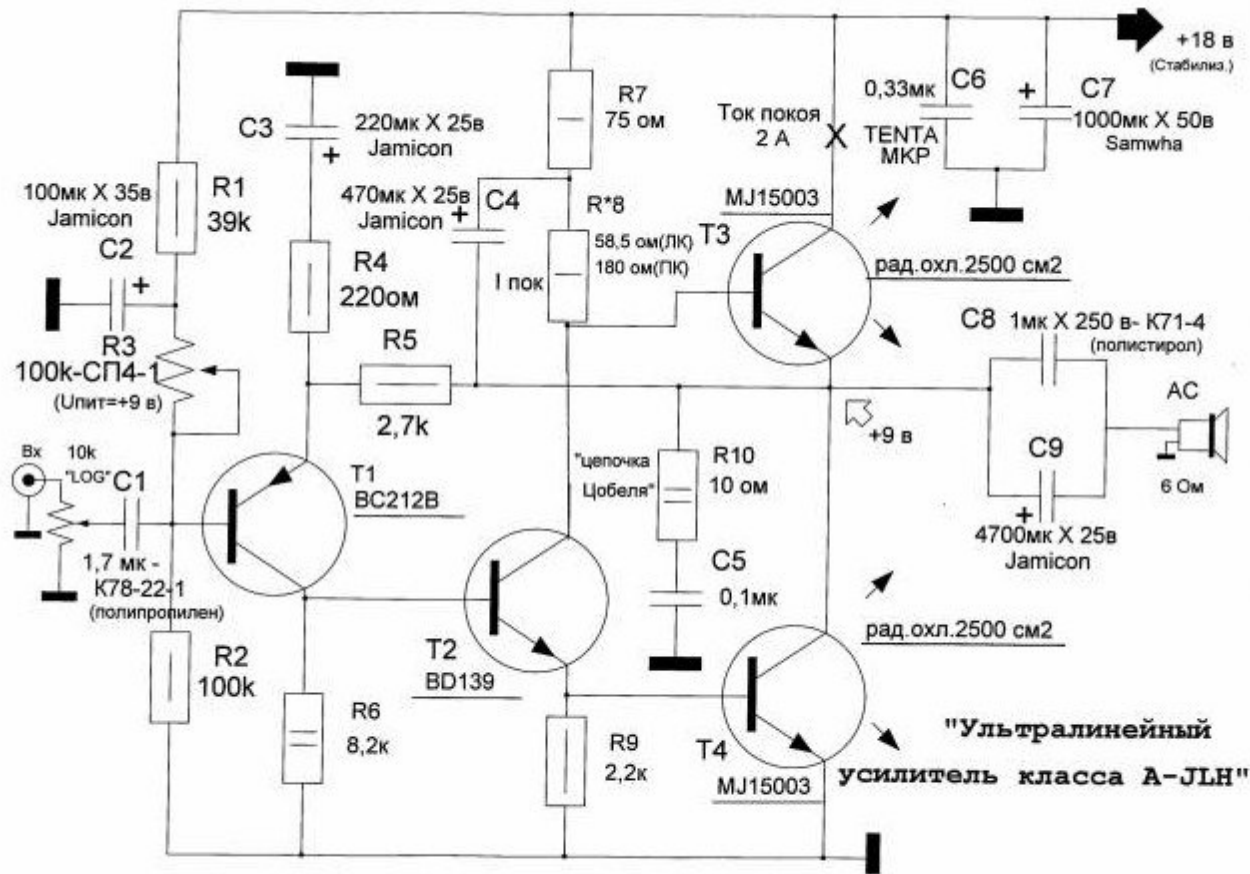 +18 в
(Стабилиз.)
R7
75 ом
0,33мк
C6
C7
1000мк X 50в
Samwha
Ток покоя
2 А
X
TENTA
MKP
C3
220мк X 25в
Jamicon
+
+
100мк X 35в
Jamicon
R1
39k
470мк X 25в
Jamicon
C4
+
R*8
58,5 ом(ЛК)
180 ом(ПК)
I пок
MJ15003
T3
рад.охл.2500 см2
C2
+
R4
220ом
R3
100k-СП4-1
(Uпит=+9 в)
R5
2,7k
C8
1мк X 250 в- К71-4
(полистирол)
АС
+9 в
6 Ом
Вх
10k
"LOG"
C1
1,7 мк -
К78-22-1
(полипропилен)
T1
BC212B
"цепочка
Цобеля"
R10
10 ом
C9
+
4700мк X 25в
Jamicon
C5
0,1мк
рад.охл.2500 см2
R2
100k
T2
BD139
R6
8,2к
R9
2,2к
T4
MJ15003
"Ультралинейный
усилитель класса А-JLH"